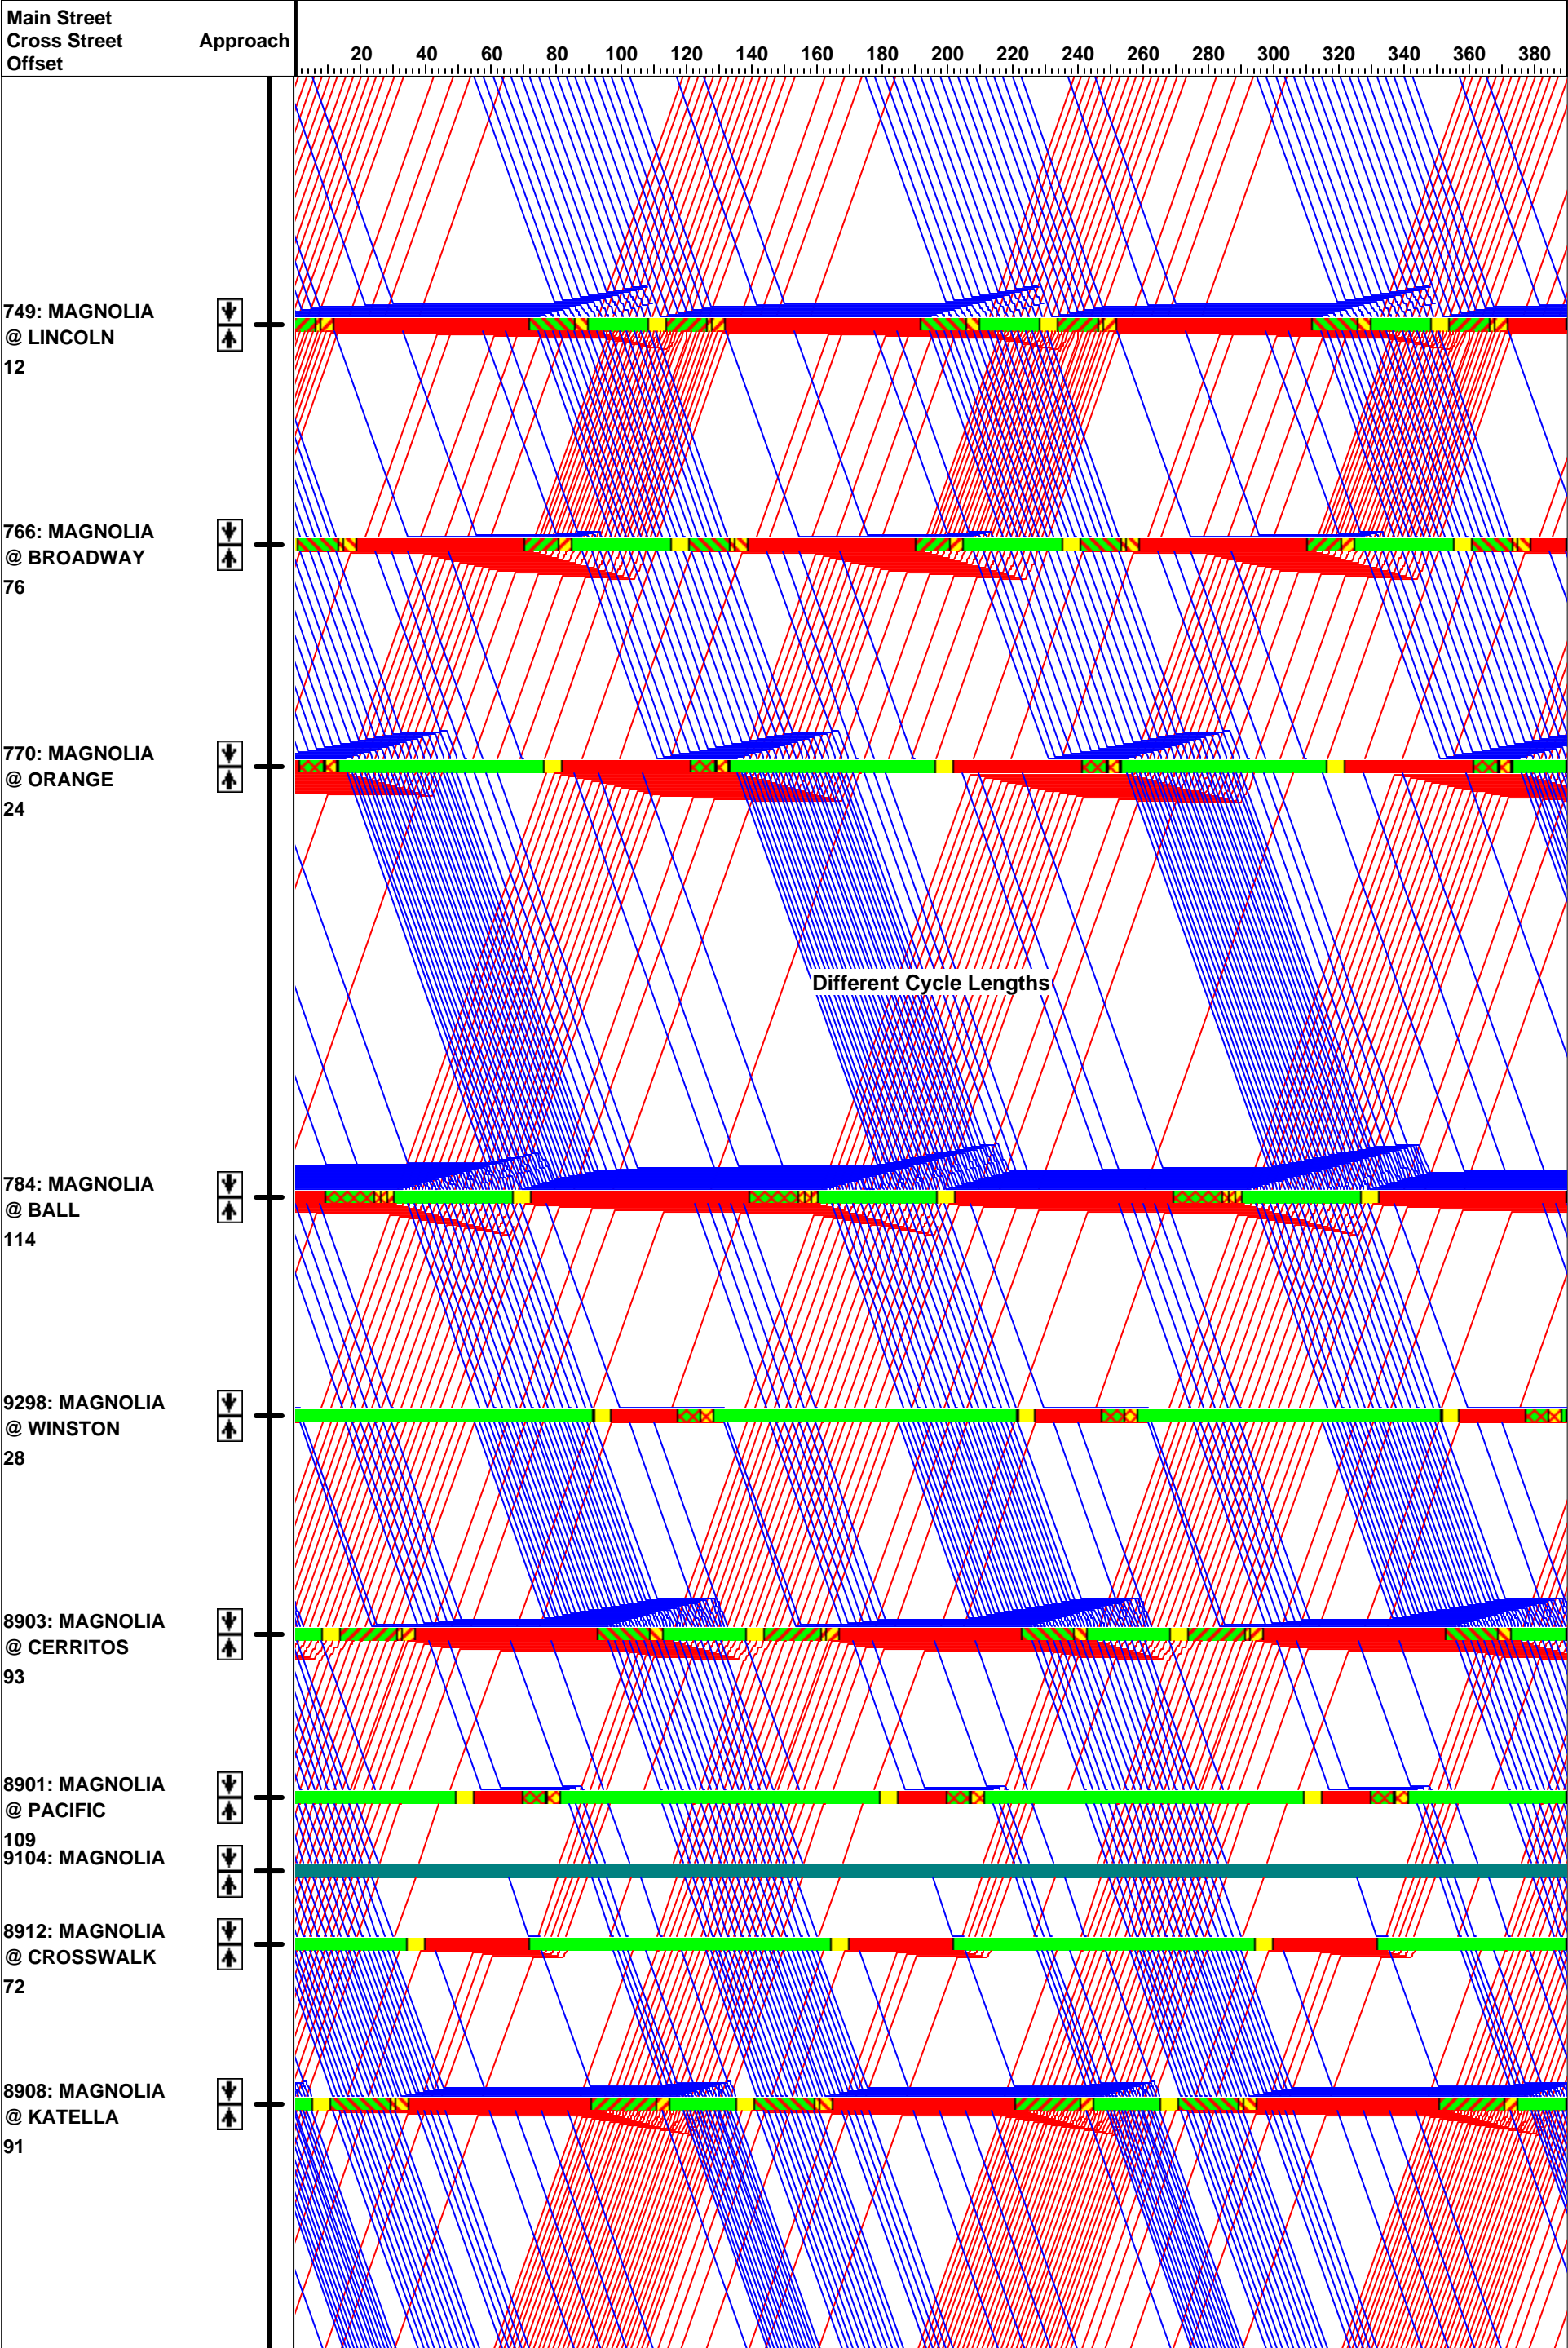 Main Street
Cross Street Approach
Offset
20 40 60 80 100 120 140 160 180 200 220 240 260 280 300 320 340 360 380
749: MAGNOLIA
@ LINCOLN
12
766: MAGNOLIA
@ BROADWAY
76
770: MAGNOLIA
@ ORANGE
24
Different Cycle Lengths
784: MAGNOLIA
@ BALL
114
9298: MAGNOLIA
@ WINSTON
28
8903: MAGNOLIA
@ CERRITOS
93
8901: MAGNOLIA
@ PACIFIC
109
9104: MAGNOLIA
8912: MAGNOLIA
@ CROSSWALK
72
8908: MAGNOLIA
@ KATELLA
91